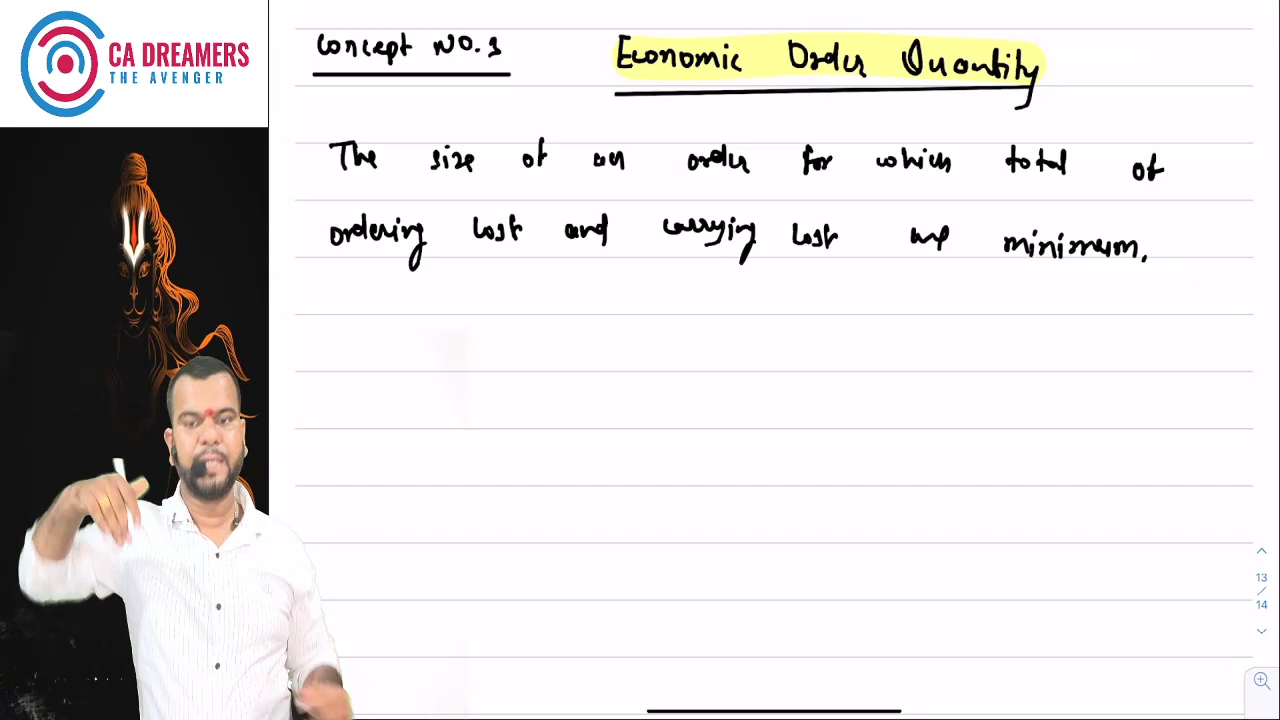 CA DREAMERS
THE AVENGER
Concept NO. 1
Economic Order Quantity
The size of an order for which total of
ordering cost and carrying cost are minimum.
13
/
14